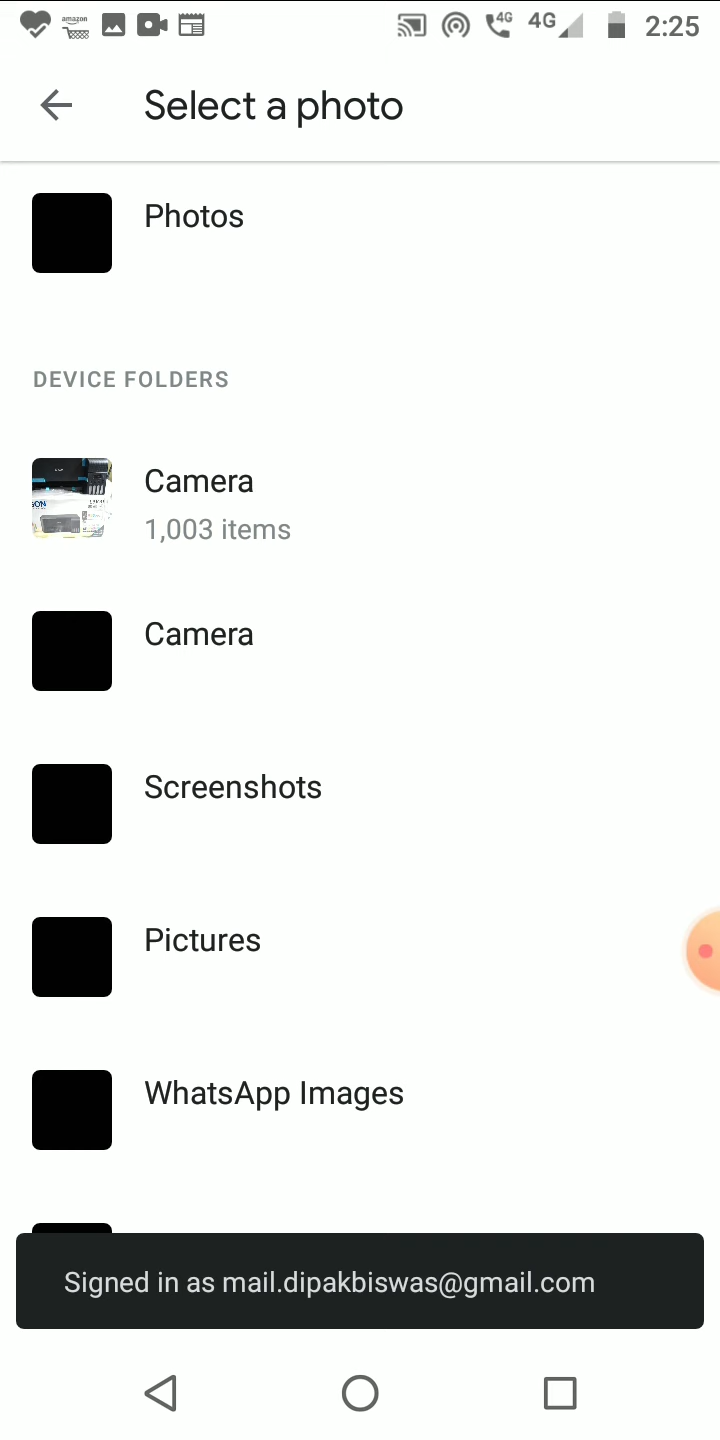 amazon
4G
4G
2:25
Select a photo
Photos
DEVICE FOLDERS
Camera
1,003 items
Camera
Screenshots
Pictures
WhatsApp Images
Signed in as mail.dipakbiswas@gmail.com